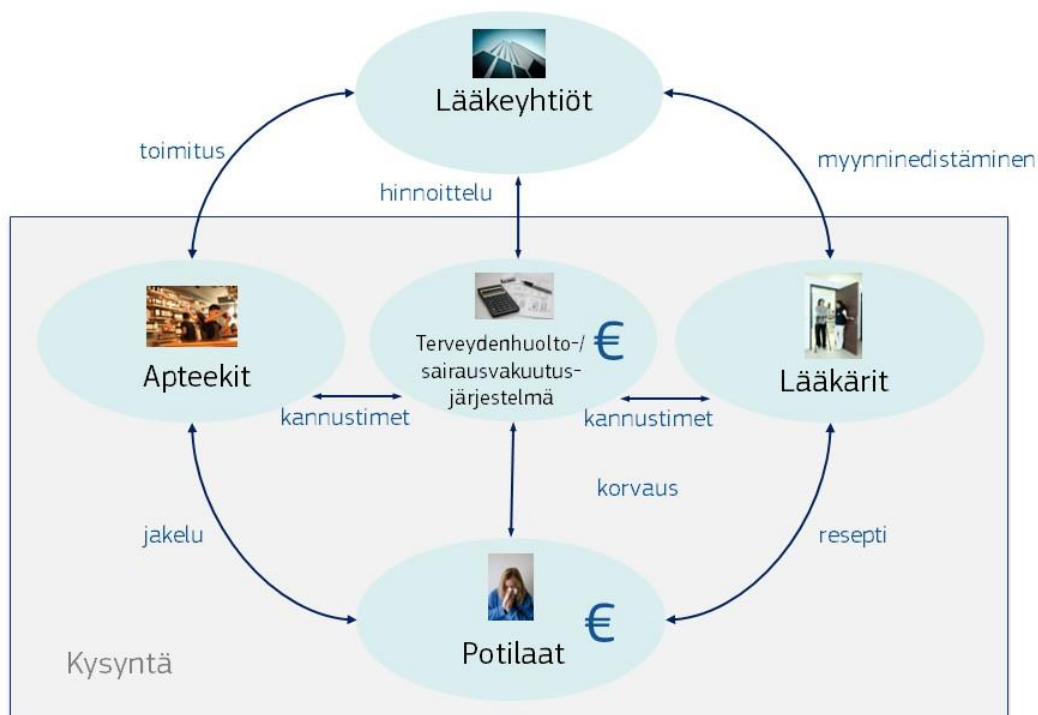 Lääkeyhtiöt
toimitus
myynninedistäminen
hinnoittelu
Apteekit
Terveydenhuolto-/
sairausvakuutus-
järjestelmä
€
Lääkärit
kannustimet
kannustimet
korvaus
jakelu
resepti
Potilaat
€
Kysyntä